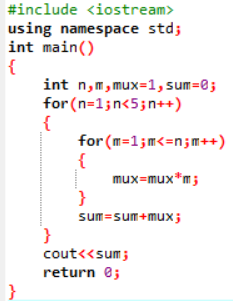 #include <iostream>
using namespace std;
int main()
{
    int n,m,mux=1,sum=0;
    for(n=1;n<5;n++)
    {
        for(m=1;m<=n;m++)
        {
            mux=mux*m;
        }
        sum=sum+mux;
    }
    cout<<sum;
    return 0;
}